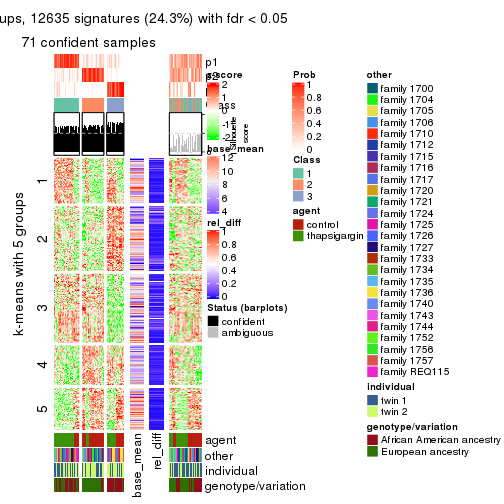 ups, 12635 signatures (24.3%) with fdr < 0.05
71 confident samples
p1
p2
p3
Class
Silhouette
score
k-means with 5 groups
1
2
3
4
5
z-score
2
1
0
-1
-2
base_mean
12
10
8
6
4
rel_diff
1
0.8
0.6
0.4
0.2
0
Status (barplots)
confident
ambiguous
Prob
1
0.8
0.6
0.4
0.2
0
Class
1
2
3
agent
control
thapsigargin
other
family 1700
family 1704
family 1705
family 1706
family 1710
family 1712
family 1715
family 1716
family 1717
family 1720
family 1721
family 1724
family 1725
family 1726
family 1727
family 1733
family 1734
family 1735
family 1736
family 1740
family 1743
family 1744
family 1752
family 1756
family 1757
family REQ115
individual
twin 1
twin 2
genotype/variation
African American ancestry
European ancestry
base_mean
rel_diff
agent
other
individual
genotype/variation